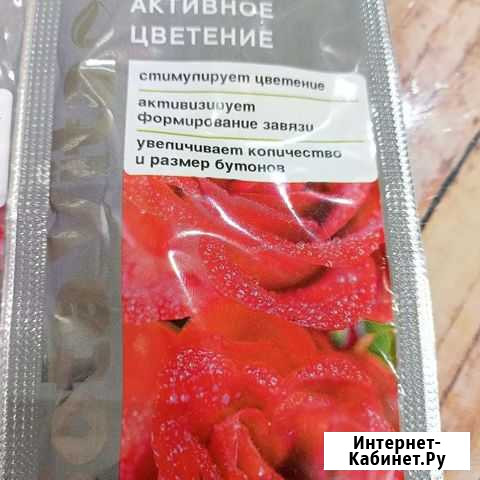 АКТИВНОЕ
ЦВЕТЕНИЕ
стимулирует цветение
активизирует
формирование завязи
увеличивает количество
и размер бутонов
Интернет-
Кабинет.Ру